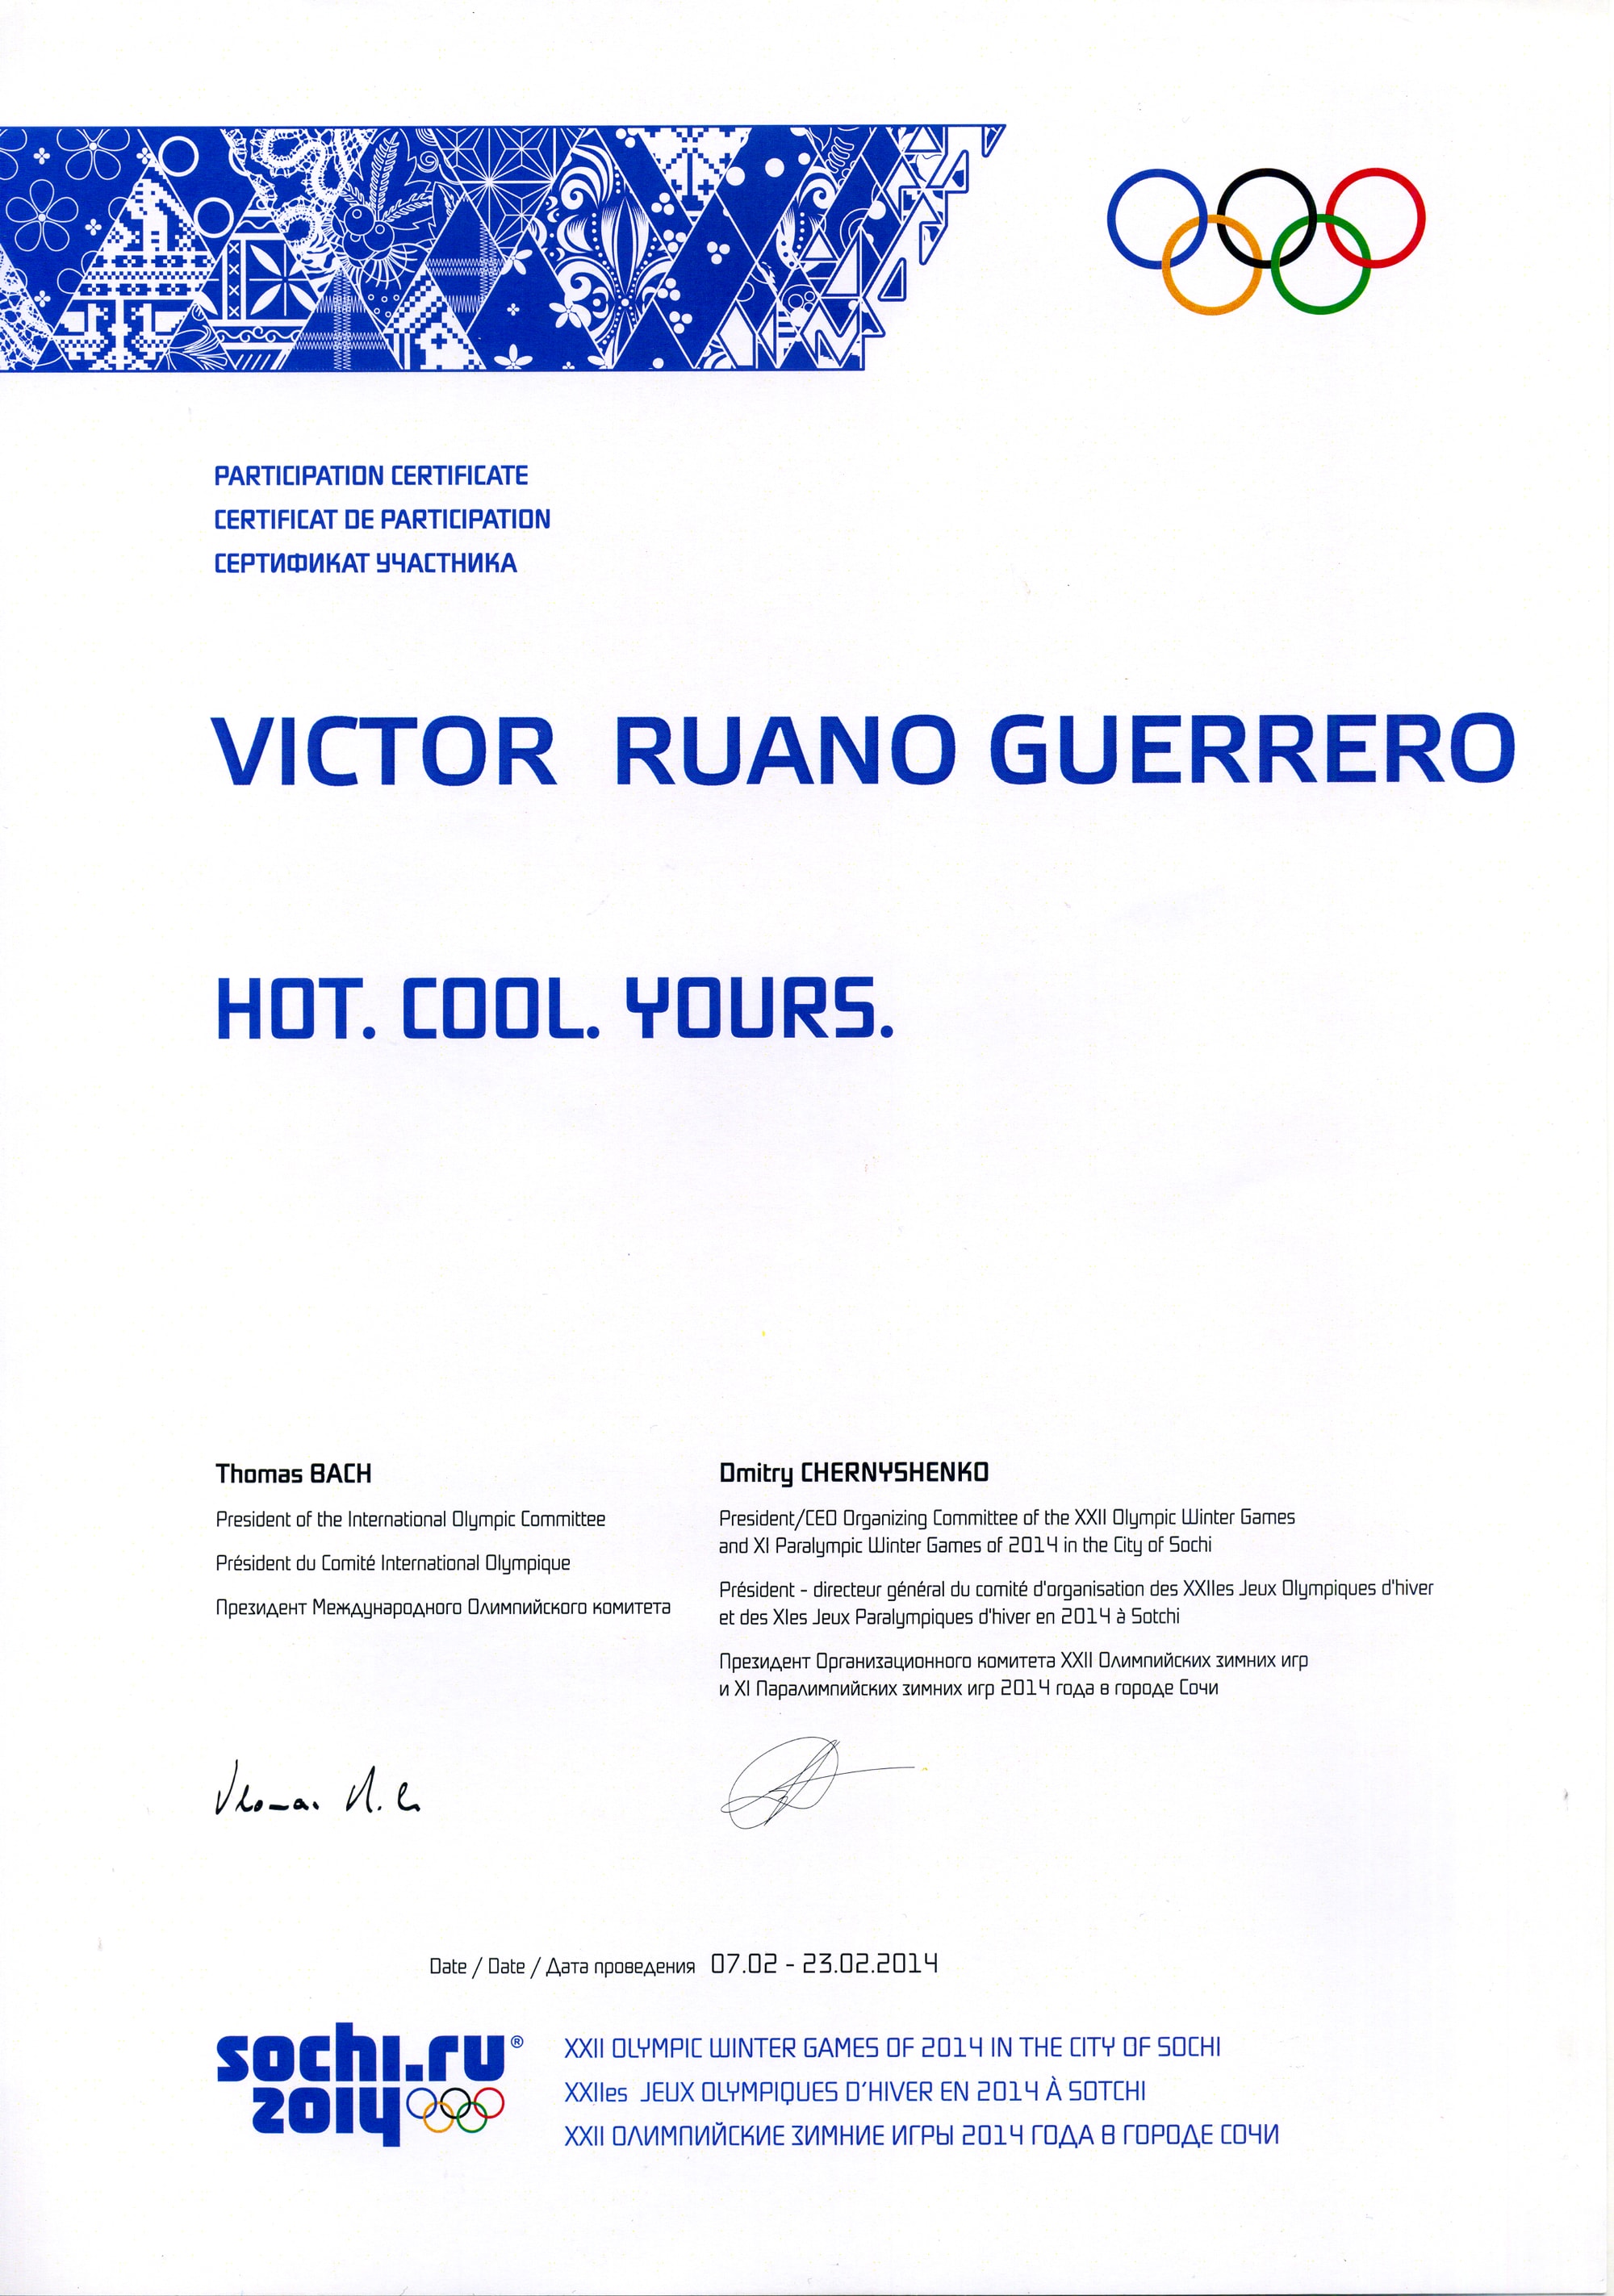 PARTICIPATION CERTIFICATE
CERTIFICAT DE PARTICIPATION
СЕРТИФИКАТ УЧАСТНИКА
VICTOR RUANO GUERRERO
HOT. COOL. YOURS.
Thomas BACH
President of the International Olympic Committee
Président du Comité International Olympique
Президент Международного Олимпийского комитета
Dmitry CHERNYSHENKO
President/CEO Organizing Committee of the XXII Olympic Winter Games
and XI Paralympic Winter Games of 2014 in the City of Sochi
Président - directeur général du comité d'organisation des XXIIes Jeux Olympiques d'hiver
et des XIes Jeux Paralympiques d'hiver en 2014 à Sotchi
Президент Организационного комитета XXII Олимпийских зимних игр
и XI Паралимпийских зимних игр 2014 года в городе Сочи
Date / Date / Дата проведения 07.02 - 23.02.2014
sochi.ru®
2014
XXII OLYMPIC WINTER GAMES OF 2014 IN THE CITY OF SOCHI
XXIIes JEUX OLYMPIQUES D'HIVER EN 2014 À SOTCHI
XXII ОЛИМПИЙСКИЕ ЗИМНИЕ ИГРЫ 2014 ГОДА В ГОРОДЕ СОЧИ